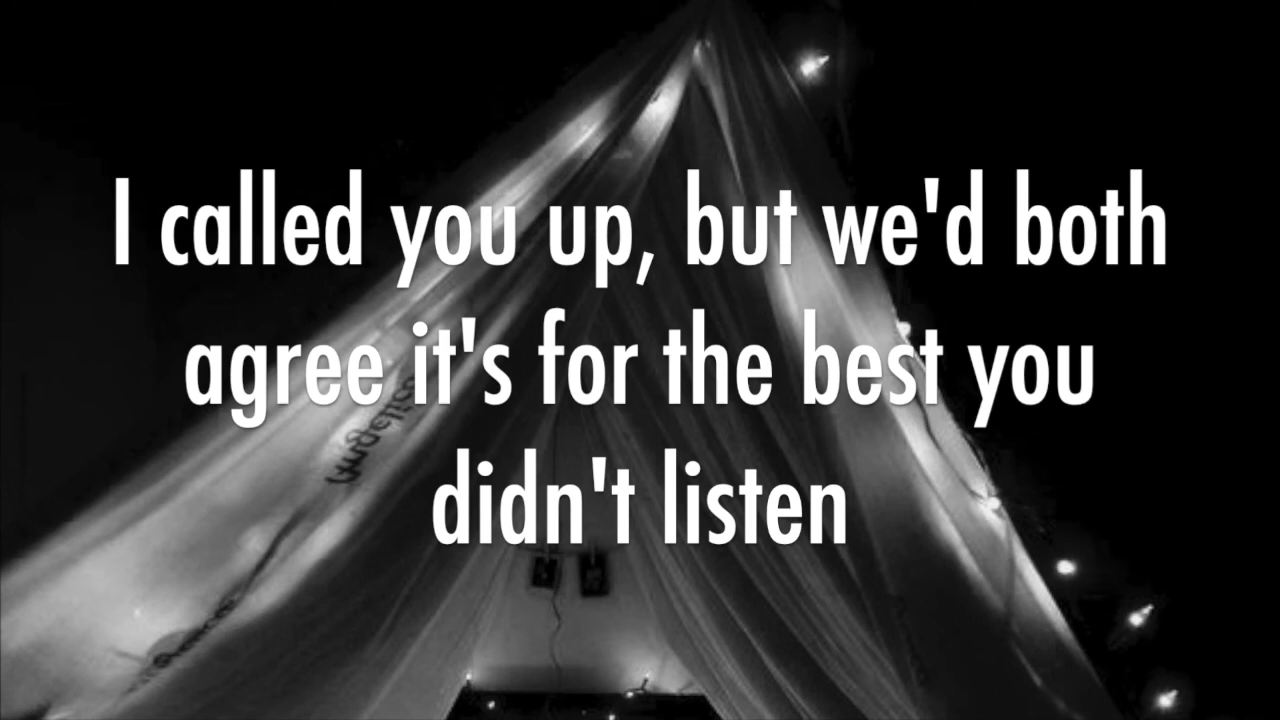 I called you up, but we'd both
agree it's for the best you
didn't listen